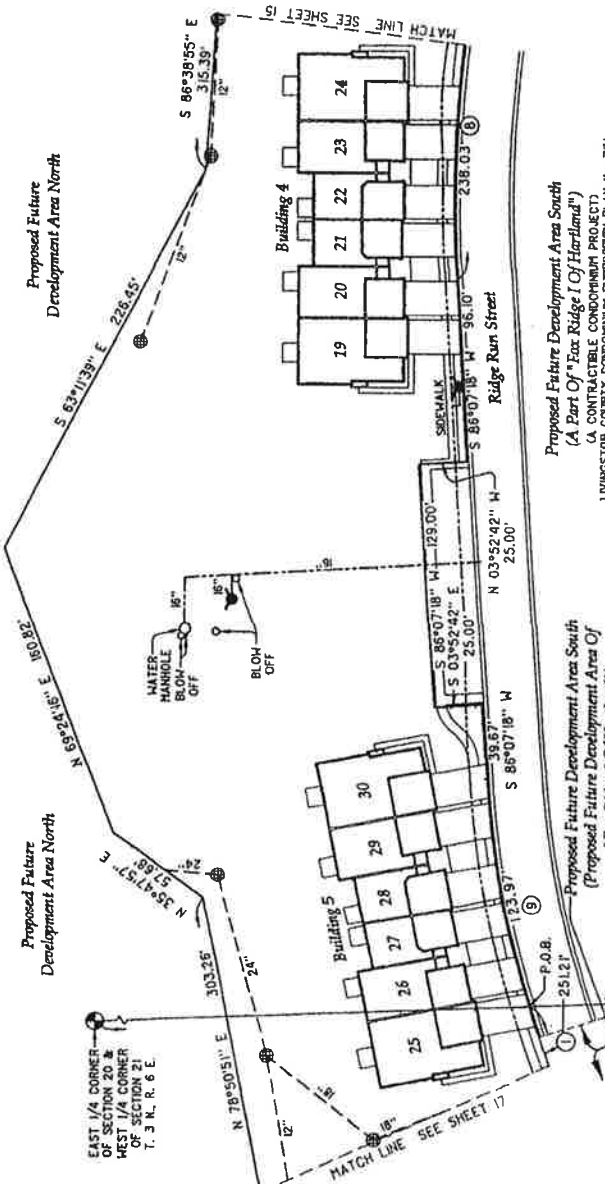 Proposed Future
Development Area North
S 86°38'55" E
315.39'
12"
MATCH LINE SEE SHEET 15
12"
S 63°11'39" E 226.45'
N 69°24'16" E 160.82'
Proposed Future
Development Area North
N 35°47'57" E
57.68'
24"
EAST 1/4 CORNER
OF SECTION 20 &
WEST 1/4 CORNER
OF SECTION 21
T. 3 N., R. 6 E.
N 78°50'51" E 303.26'
24"
18"
12"
18"
MATCH LINE SEE SHEET 17
WATER
MANHOLE
BLOW
OFF
16"
16"
16"
BLOW
OFF
Building 4
19
20
21
22
23
24
Building 5
25
26
27
28
29
30
SIDEWALK
S 86°07'18" W 96.10'
238.03'
8
Ridge Run Street
S 86°07'18" W 129.00'
S 03°52'42" E
25.00'
N 03°52'42" W
25.00'
39.67'
S 86°07'18" W
123.97'
9
P.O.B.
251.21'
1
Proposed Future Development Area South
(A Part Of "Fox Ridge I Of Hartland")
(A CONTRACTIBLE CONDOMINIUM PROJECT)
Proposed Future Development Area South
(Proposed Future Development Area Of